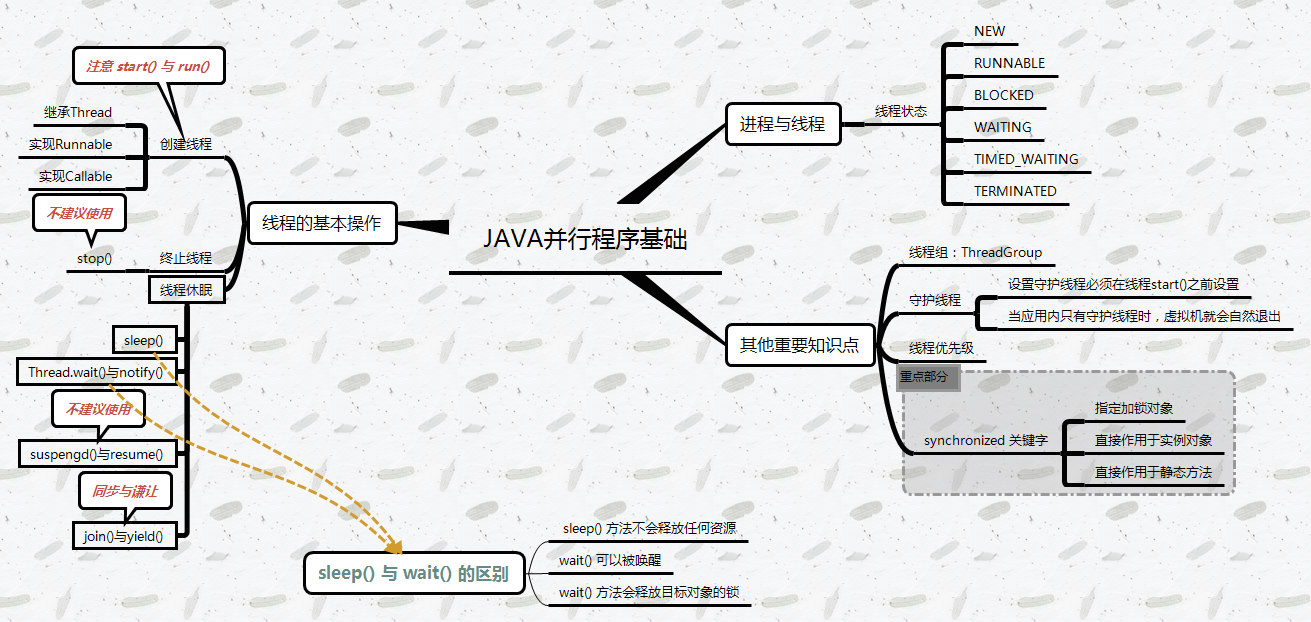 JAVA并行程序基础
进程与线程
线程状态
NEW
RUNNABLE
BLOCKED
WAITING
TIMED_WAITING
TERMINATED
线程的基本操作
注意 start() 与 run()
创建线程
继承Thread
实现Runnable
实现Callable
不建议使用
终止线程
stop()
线程休眠
sleep()
Thread.wait()与notify()
不建议使用
suspengd()与resume()
同步与谦让
join()与yield()
其他重要知识点
线程组：ThreadGroup
守护线程
设置守护线程必须在线程start()之前设置
当应用内只有守护线程时，虚拟机就会自然退出
线程优先级
重点部分
synchronized 关键字
指定加锁对象
直接作用于实例对象
直接作用于静态方法
sleep() 与 wait() 的区别
sleep() 方法不会释放任何资源
wait() 可以被唤醒
wait() 方法会释放目标对象的锁